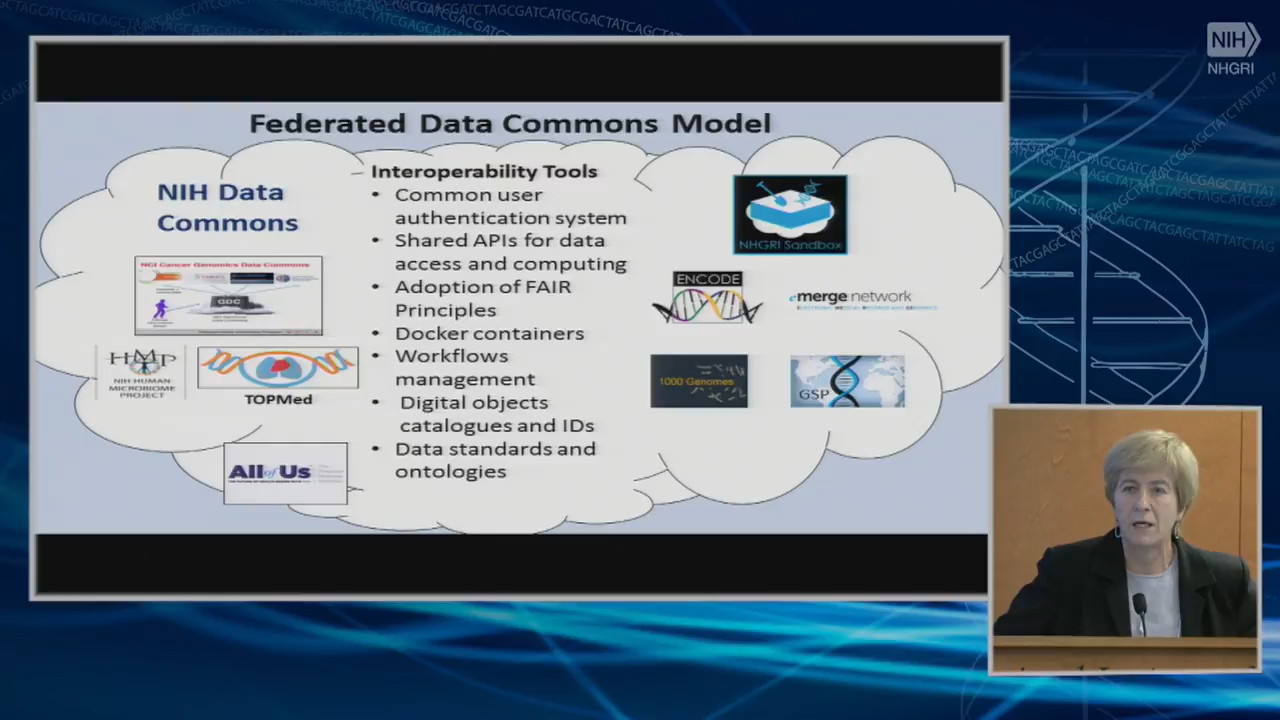 NIH
NHGRI
Federated Data Commons Model
NIH Data
Commons
NCI Cancer Genomics Data Commons
GDC
HMP
NIH HUMAN
MICROBIOME
PROJECT
TOPMed
All of Us
Interoperability Tools
• Common user
authentication system
• Shared APIs for data
access and computing
• Adoption of FAIR
Principles
• Docker containers
• Workflows
management
• Digital objects
catalogues and IDs
• Data standards and
ontologies
NHGRI Sandbox
ENCODE
emerge network
1000 Genomes
GSP